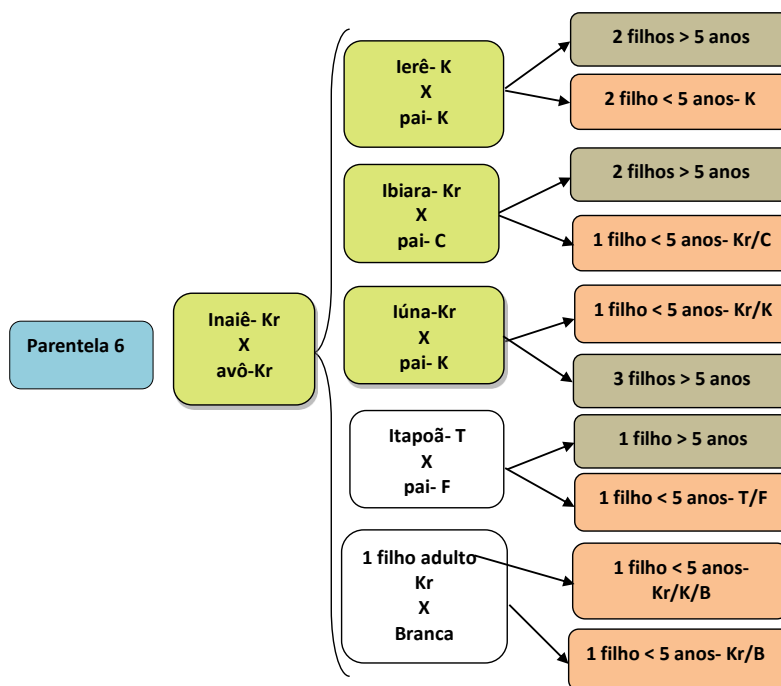 Parentela 6
Inaiê- Kr
X
avô-Kr
Ierê- K
X
pai- K
2 filhos > 5 anos
2 filho < 5 anos- K
Ibiara- Kr
X
pai- C
2 filhos > 5 anos
1 filho < 5 anos- Kr/C
Iúna-Kr
X
pai- K
1 filho < 5 anos- Kr/K
3 filhos > 5 anos
Itapoã- T
X
pai- F
1 filho > 5 anos
1 filho < 5 anos- T/F
1 filho adulto
Kr
X
Branca
1 filho < 5 anos-
Kr/K/B
1 filho < 5 anos- Kr/B